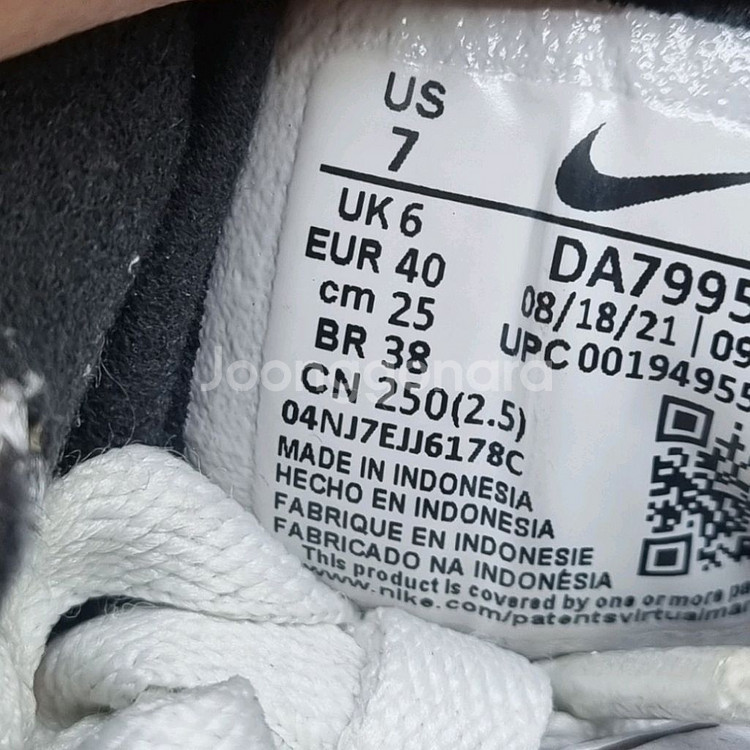 US
7
UK 6
EUR 40
cm 25
BR 38
CN 250(2.5)
04NJ7EJJ6178C
MADE IN INDONESIA
HECHO EN INDONESIA
FABRIQUE EN INDONESIE
FABRICADO NA INDONÉSIA
This product is covered by one or more
www.nike.com/patentsvirtualma
DA7995
08/18/21 | 09
UPC 00194955
Joonggonara